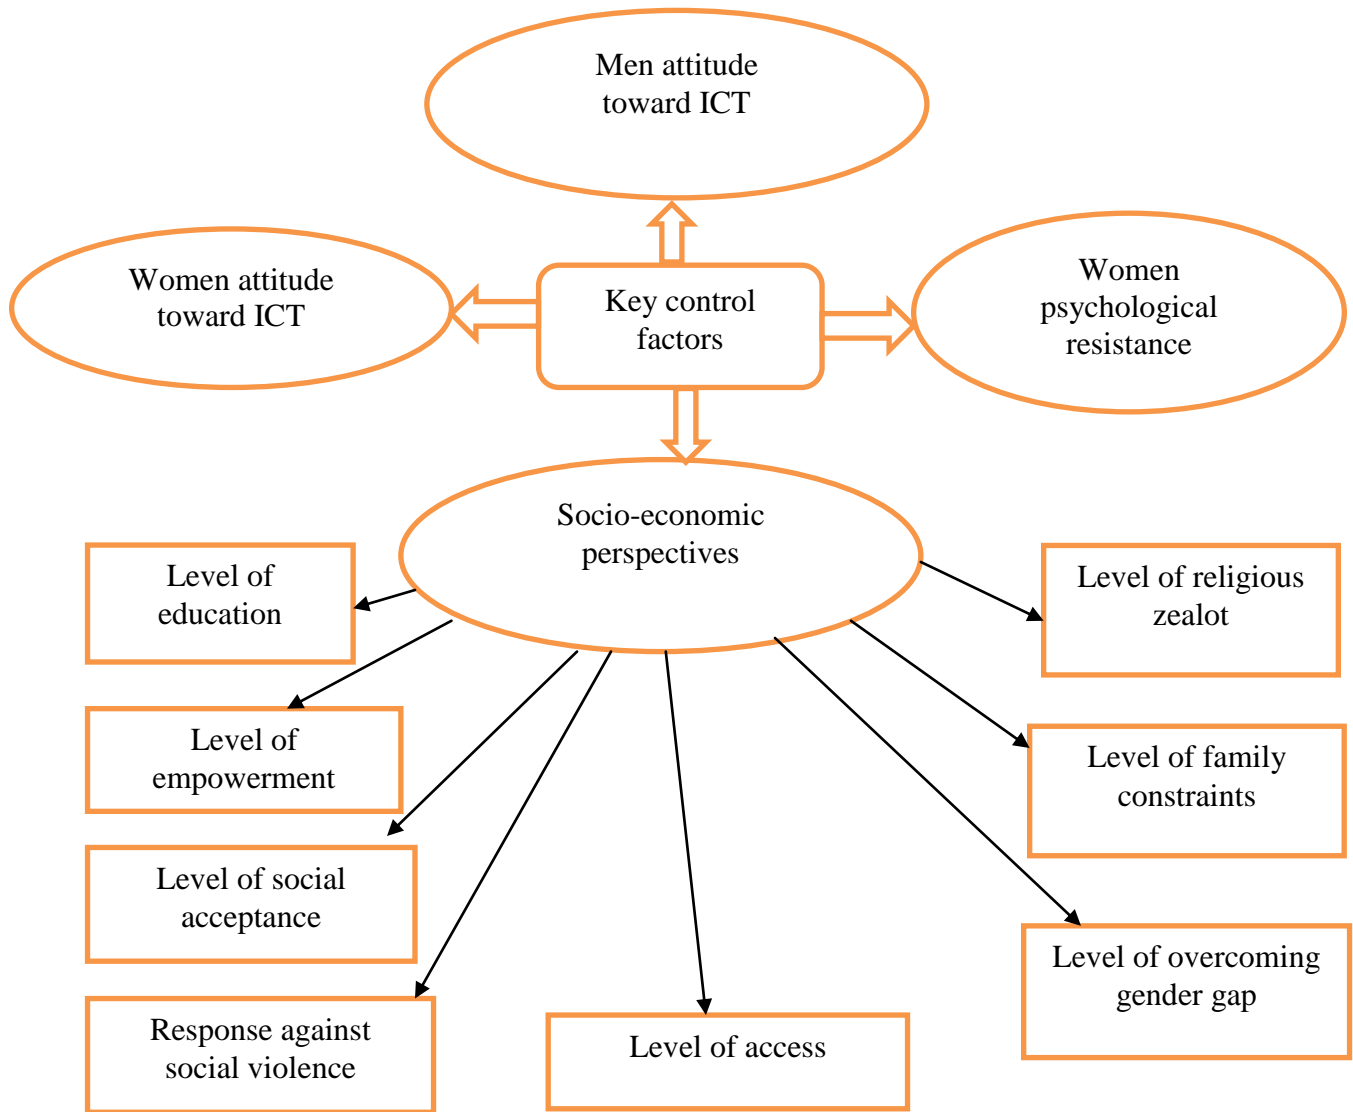 Men attitude
toward ICT
Women attitude
toward ICT
Key control
factors
Women
psychological
resistance
Socio-economic
perspectives
Level of
education
Level of religious
zealot
Level of
empowerment
Level of family
constraints
Level of social
acceptance
Level of overcoming
gender gap
Response against
social violence
Level of access